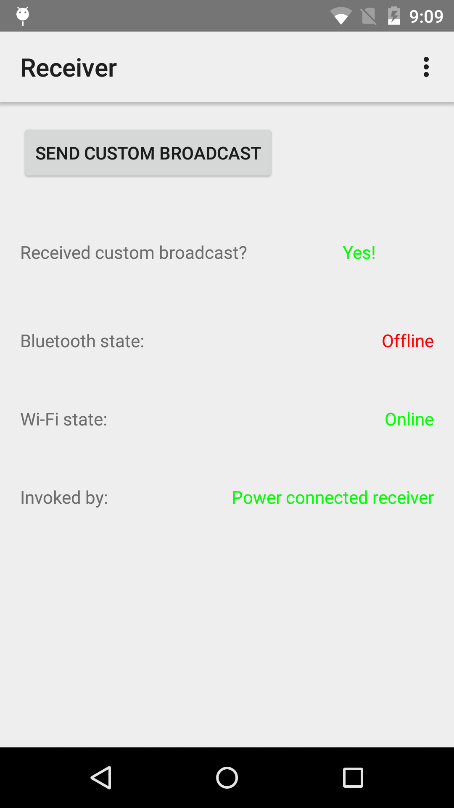 9:09
Receiver
SEND CUSTOM BROADCAST
Received custom broadcast? Yes!
Bluetooth state: Offline
Wi-Fi state: Online
Invoked by: Power connected receiver